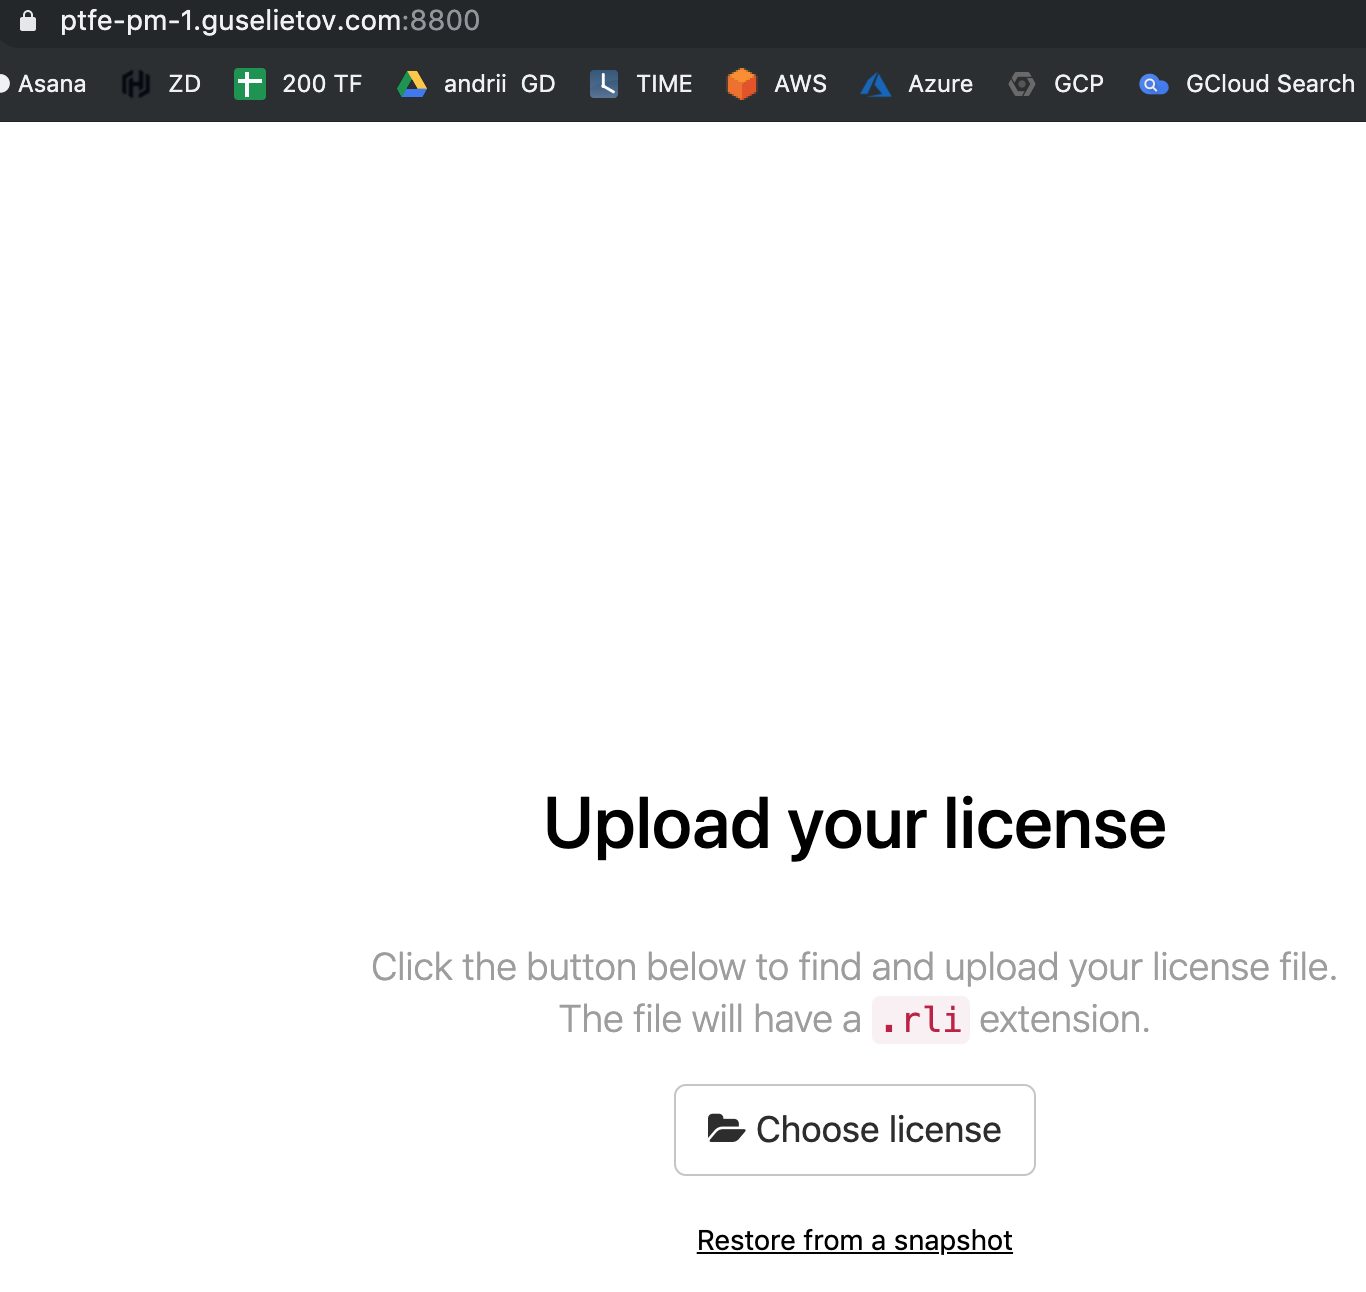 ptfe-pm-1.guselietov.com:8800
Asana ZD 200 TF andrii GD TIME AWS Azure GCP GCloud Search
Upload your license
Click the button below to find and upload your license file.
The file will have a .rli extension.
Choose license
Restore from a snapshot